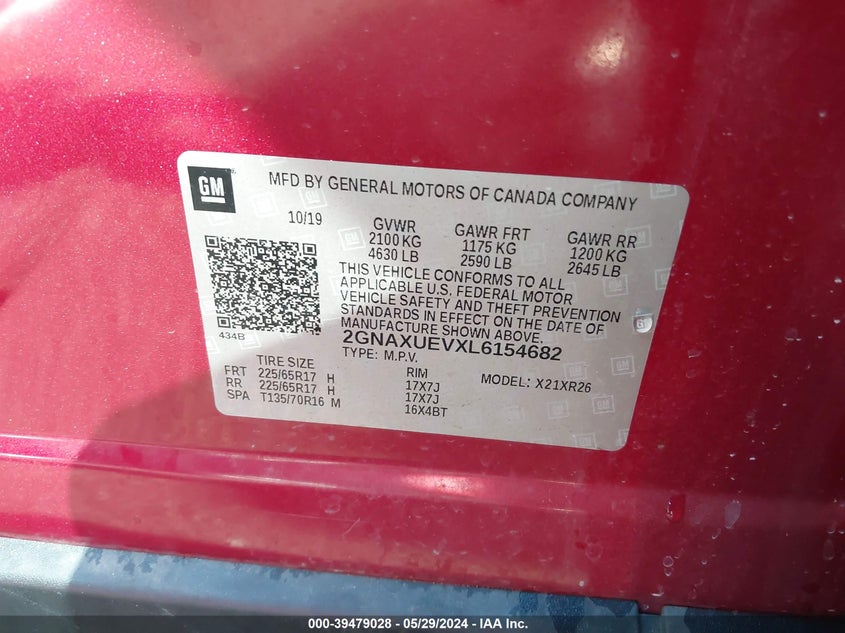 GM
MFD BY GENERAL MOTORS OF CANADA COMPANY
10/19
GVWR
2100 KG
4630 LB
GAWR FRT
1175 KG
2590 LB
GAWR RR
1200 KG
2645 LB
THIS VEHICLE CONFORMS TO ALL
APPLICABLE U.S. FEDERAL MOTOR
VEHICLE SAFETY AND THEFT PREVENTION
STANDARDS IN EFFECT ON THE DATE OF
MANUFACTURE SHOWN ABOVE.
434B
2GNAXUEVXL6154682
TYPE: M.P.V.
MODEL: X21XR26
TIRE SIZE RIM
FRT 225/65R17 H 17X7J
RR 225/65R17 H 17X7J
SPA T135/70R16 M 16X4BT
000-39479028 - 05/29/2024 - IAA Inc.